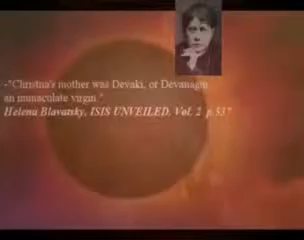 -"Christna's mother was Devaki, or Devanagui
an immaculate virgin."
Helena Blavatsky, ISIS UNVEILED. Vol. 2 p.537